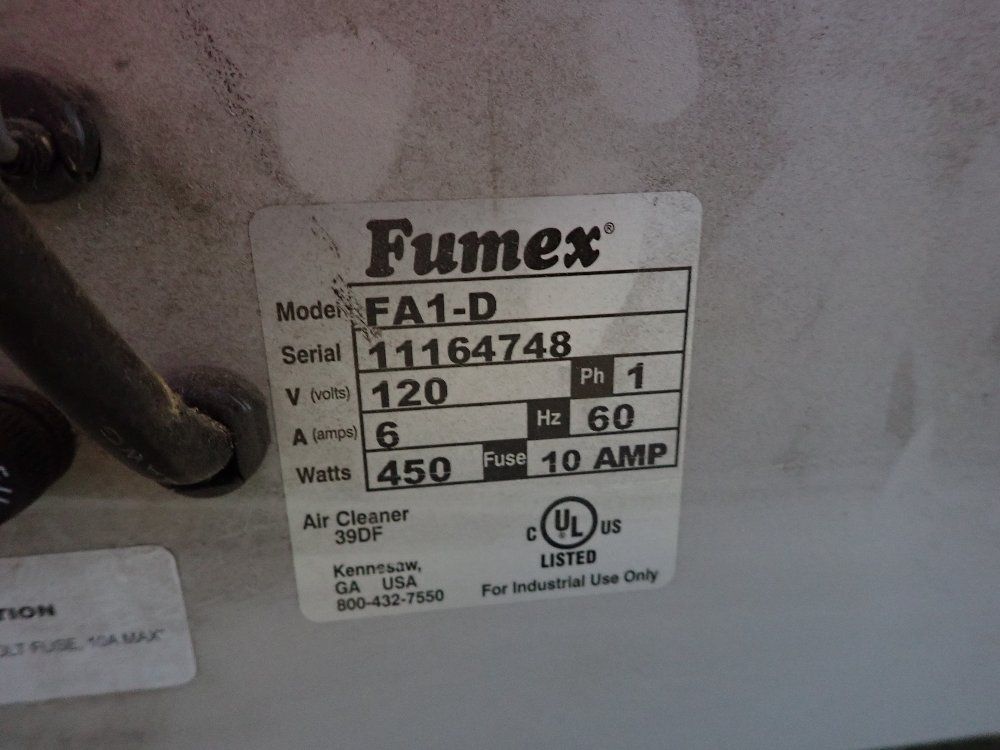 Fumex®
Model FA1-D
Serial 11164748
V (volts) 120 Ph 1
A (amps) 6 Hz 60
Watts 450 Fuse 10 AMP
Air Cleaner
39DF
C UL US
LISTED
Kennesaw,
GA USA
800-432-7550
For Industrial Use Only
TION
OLT FUSE, 10A MAX"